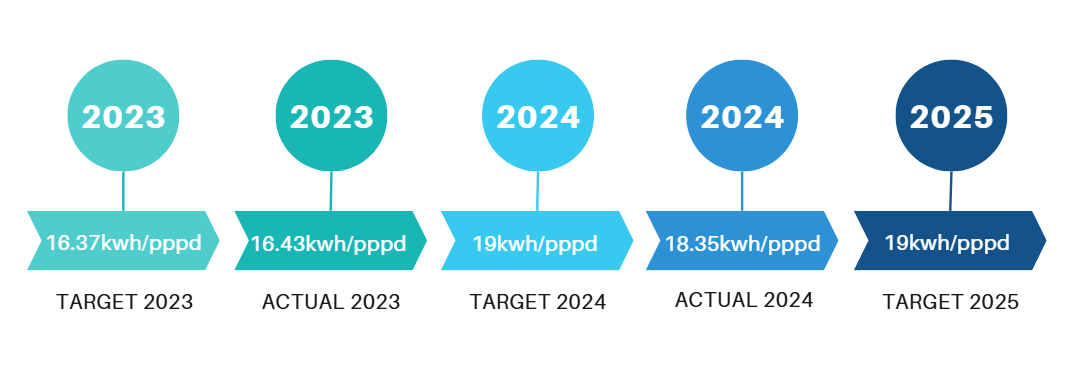 2023
2023
2024
2024
2025
16.37kwh/pppd
16.43kwh/pppd
19kwh/pppd
18.35kwh/pppd
19kwh/pppd
TARGET 2023
ACTUAL 2023
TARGET 2024
ACTUAL 2024
TARGET 2025